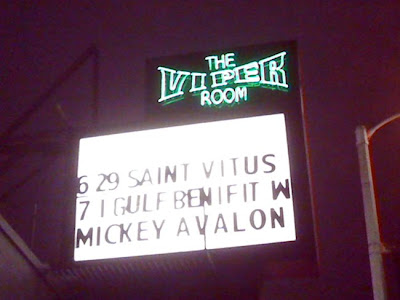 THE
VIPER
ROOM
6 29 SAINT VITUS
7 1 GULF BENIFIT W
MICKEY AVALON